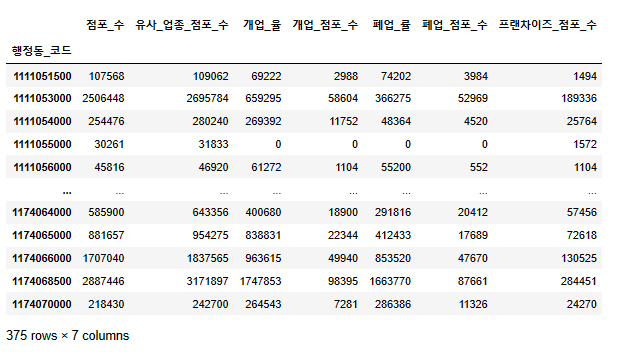 점포_수 유사_업종_점포_수 개업_율 개업_점포_수 폐업_률 폐업_점포_수 프랜차이즈_점포_수
행정동_코드
1111051500 107568 109062 69222 2988 74202 3984 1494
1111053000 2506448 2695784 659295 58604 366275 52969 189336
1111054000 254476 280240 269392 11752 48364 4520 25764
1111055000 30261 31833 0 0 0 0 1572
1111056000 45816 46920 61272 1104 55200 552 1104
... ... ... ... ... ... ... ...
1174064000 585900 643356 400680 18900 291816 20412 57456
1174065000 881657 954275 838831 22344 412433 17689 72618
1174066000 1707040 1837565 963615 49940 853520 47670 130525
1174068500 2887446 3171897 1747853 98395 1663770 87661 284451
1174070000 218430 242700 264543 7281 286386 11326 24270
375 rows × 7 columns